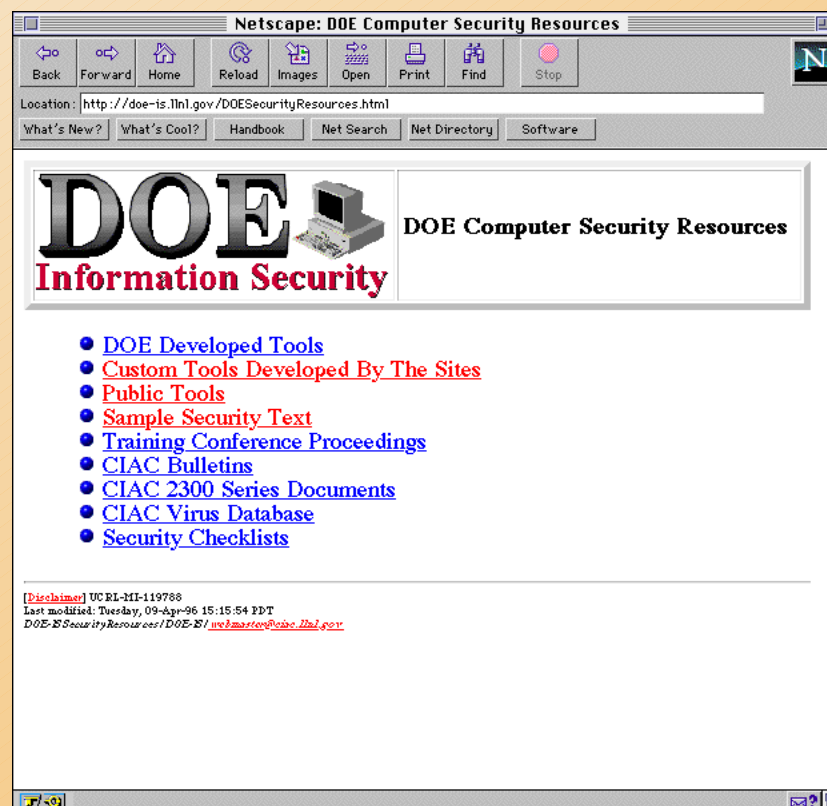 Netscape: DOE Computer Security Resources
Back Forward Home Reload Images Open Print Find Stop
N
Location: http://doe-is.llnl.gov/DOESecurityResources.html
What's New? What's Cool? Handbook Net Search Net Directory Software
DOE
Information Security
DOE Computer Security Resources
DOE Developed Tools
Custom Tools Developed By The Sites
Public Tools
Sample Security Text
Training Conference Proceedings
CIAC Bulletins
CIAC 2300 Series Documents
CIAC Virus Database
Security Checklists
[Disclaimer] UCRL-MI-119788
Last modified: Tuesday, 09-Apr-96 15:15:54 PDT
DOE-ISSecurityResources/DOE-IS/ webmaster@ciac.llnl.gov